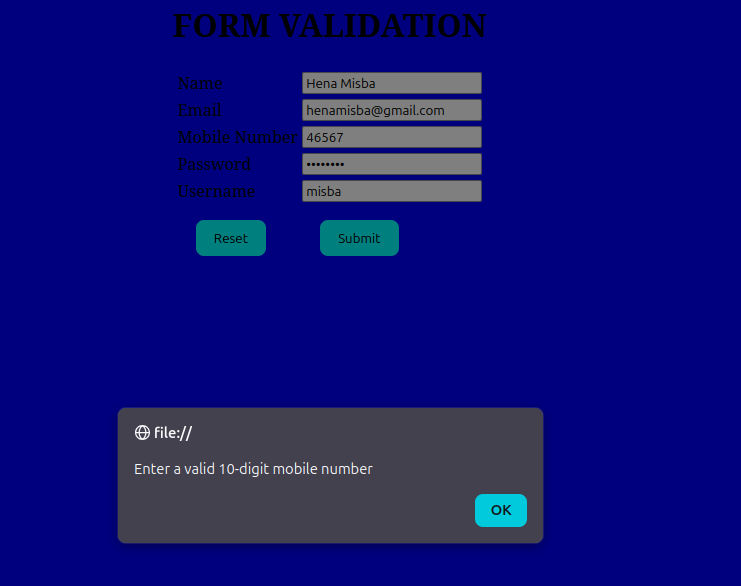 FORM VALIDATION
Name Hena Misba
Email henamisba@gmail.com
Mobile Number 46567
Password ••••••••
Username misba
Reset Submit
file://
Enter a valid 10-digit mobile number
OK